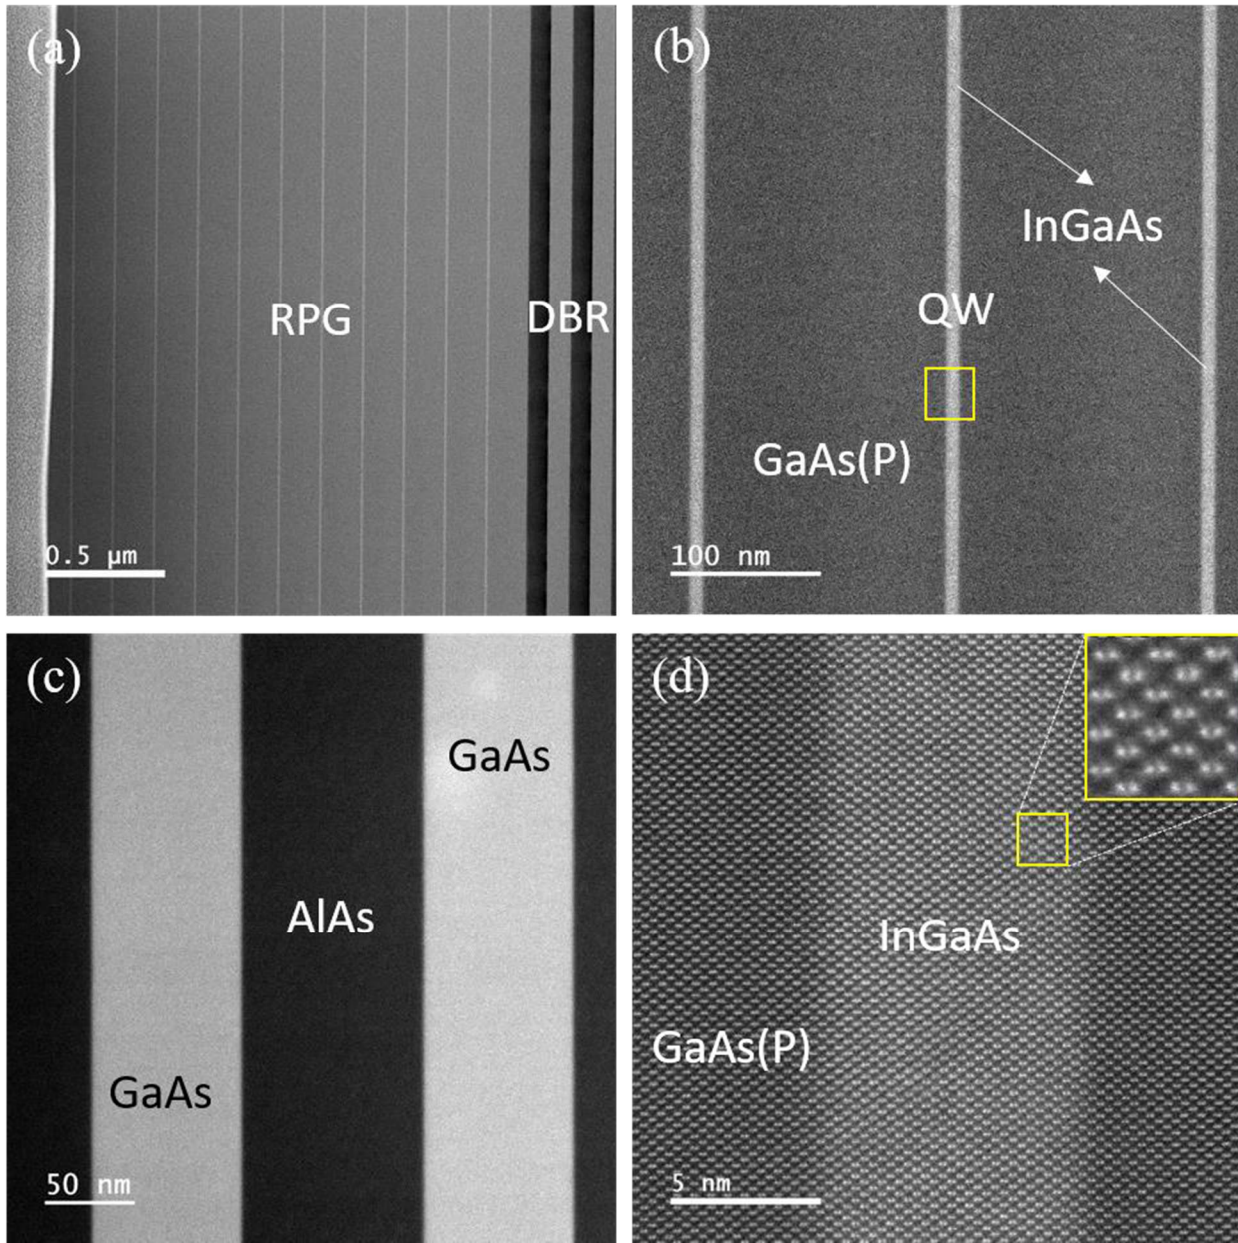 (a)
RPG
DBR
0.5 µm
(b)
InGaAs
QW
GaAs(P)
100 nm
(c)
GaAs
AlAs
GaAs
50 nm
(d)
InGaAs
GaAs(P)
5 nm